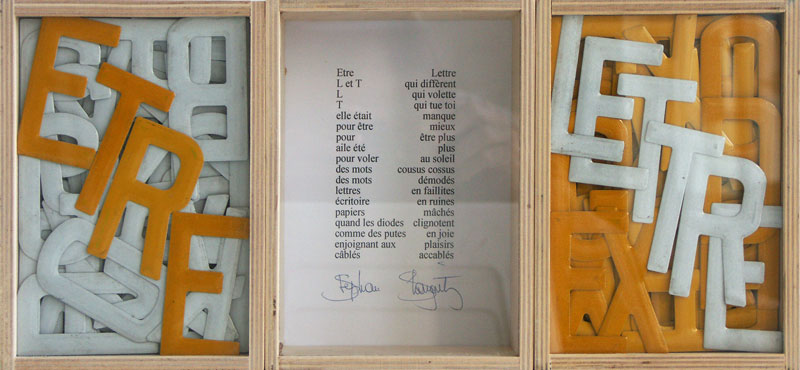 ETRE
Etre Lettre
L et T qui diffèrent
L qui volette
T qui tue toi
elle était manque
pour être mieux
pour être plus
aile été plus
pour voler au soleil
des mots cousus cossus
des mots démodés
lettres en faillites
écritoire en ruines
papiers mâchés
quand les diodes clignotent
comme des putes en joie
enjoignant aux plaisirs
câblés accablés
LETTRE